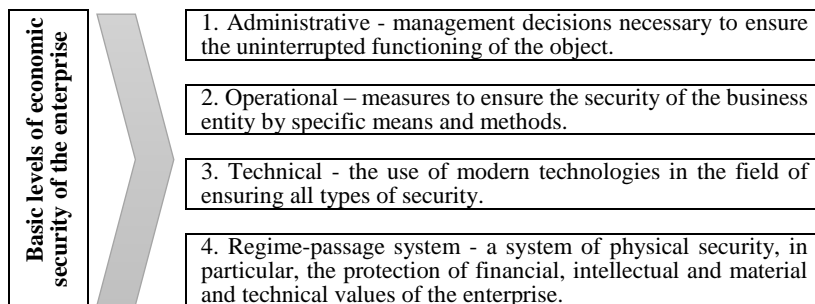 Basic levels of economic
security of the enterprise
1. Administrative - management decisions necessary to ensure
the uninterrupted functioning of the object.
2. Operational – measures to ensure the security of the business
entity by specific means and methods.
3. Technical - the use of modern technologies in the field of
ensuring all types of security.
4. Regime-passage system - a system of physical security, in
particular, the protection of financial, intellectual and material
and technical values of the enterprise.